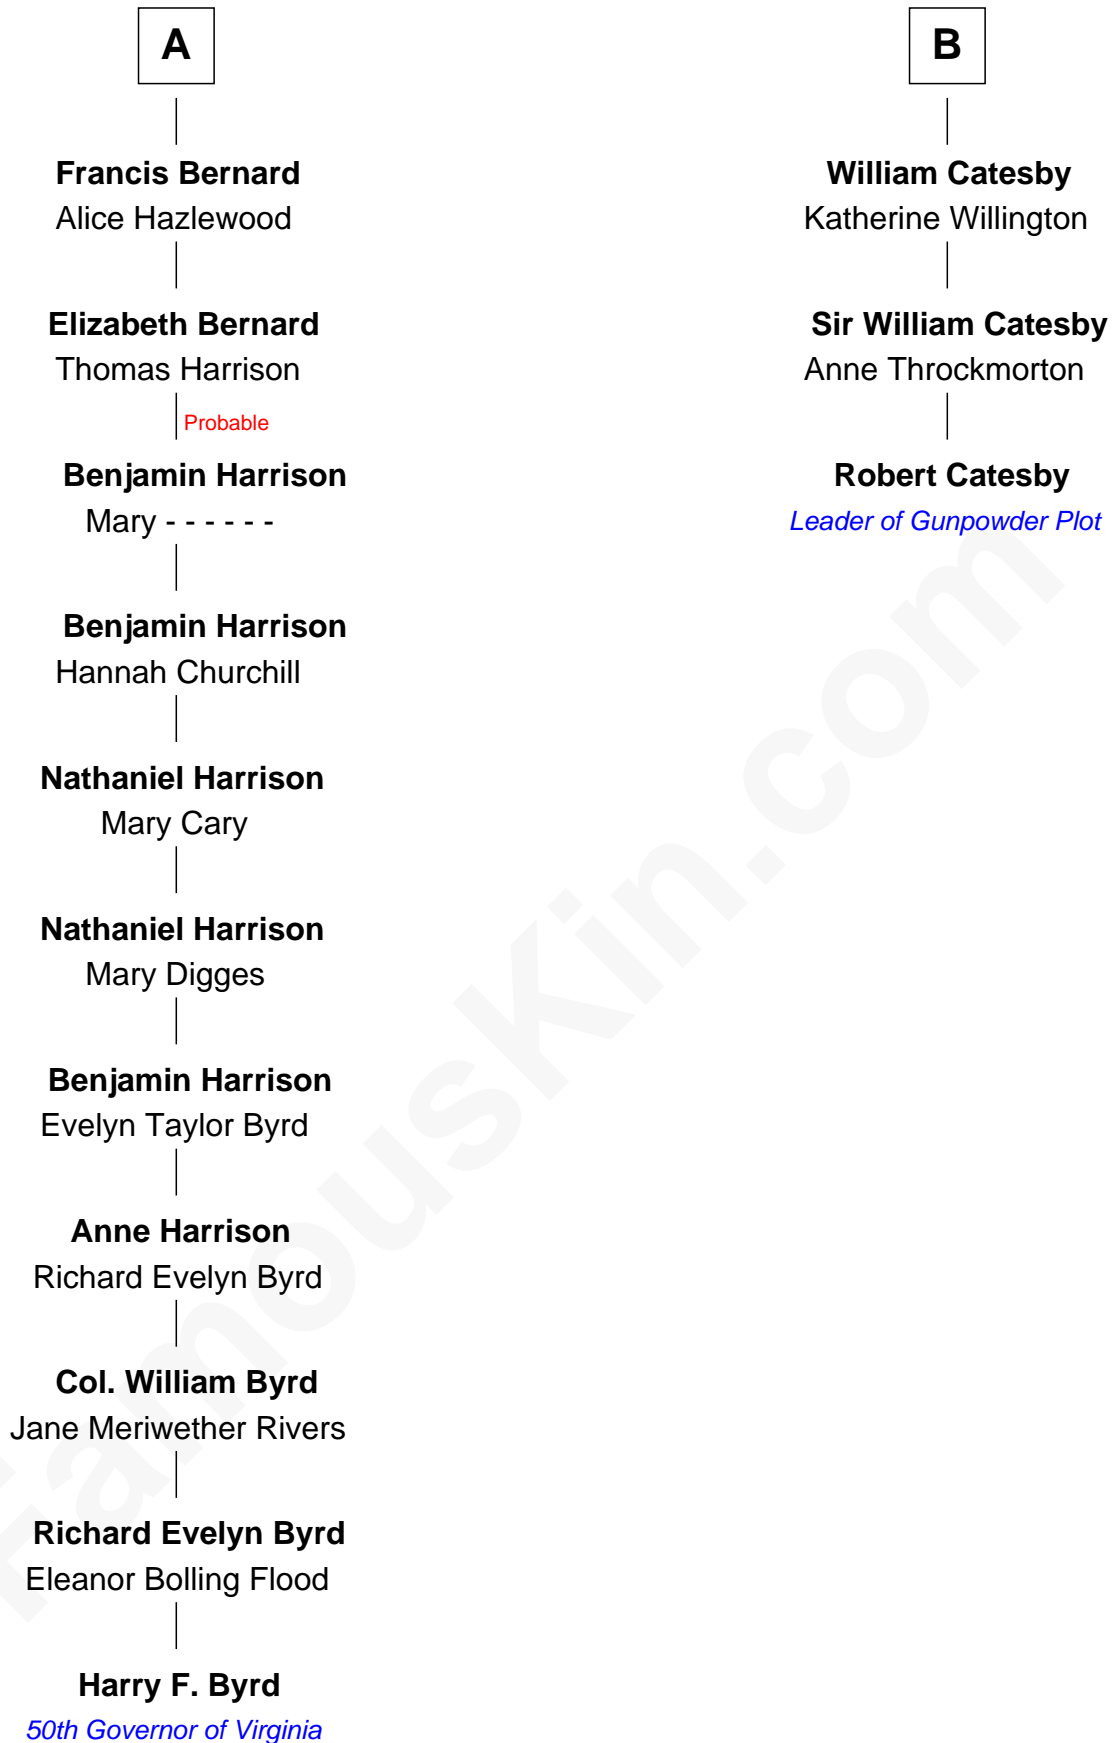 A
Francis Bernard
Alice Hazlewood
Elizabeth Bernard
Thomas Harrison
Probable
Benjamin Harrison
Mary - - - - - -
Benjamin Harrison
Hannah Churchill
Nathaniel Harrison
Mary Cary
Nathaniel Harrison
Mary Digges
Benjamin Harrison
Evelyn Taylor Byrd
Anne Harrison
Richard Evelyn Byrd
Col. William Byrd
Jane Meriwether Rivers
Richard Evelyn Byrd
Eleanor Bolling Flood
Harry F. Byrd
50th Governor of Virginia
B
William Catesby
Katherine Willington
Sir William Catesby
Anne Throckmorton
Robert Catesby
Leader of Gunpowder Plot
FamousKin.com